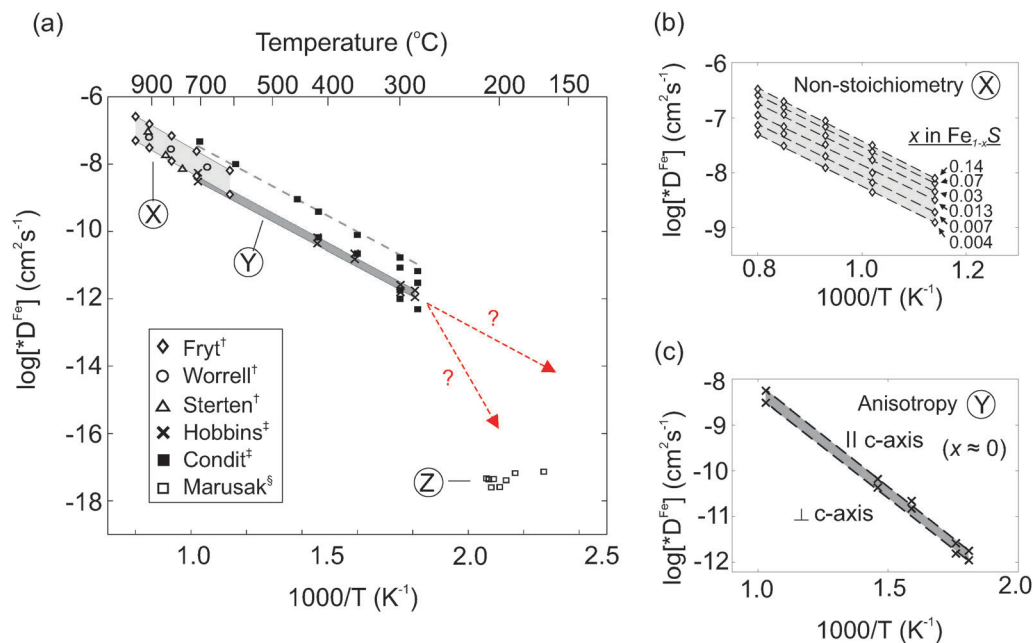 (a)
Temperature (°C)
900 700 500 400 300 200 150
-6
-8
-10
-12
-14
-16
-18
log[*D^Fe] (cm²s⁻¹)
X
Y
?
?
Z
◇ Fryt†
○ Worrell†
△ Sterten†
× Hobbins‡
■ Condit‡
□ Marusak§
1.0 1.5 2.0 2.5
1000/T (K⁻¹)
(b)
Non-stoichiometry X
x in Fe₁₋ₓS
0.14
0.07
0.03
0.013
0.007
0.004
-6
-7
-8
-9
log[*D^Fe] (cm²s⁻¹)
0.8 1.0 1.2
1000/T (K⁻¹)
(c)
Anisotropy Y
|| c-axis (x ≈ 0)
⊥ c-axis
-8
-10
-11
-12
log[*D^Fe] (cm²s⁻¹)
1.0 1.5 2.0
1000/T (K⁻¹)